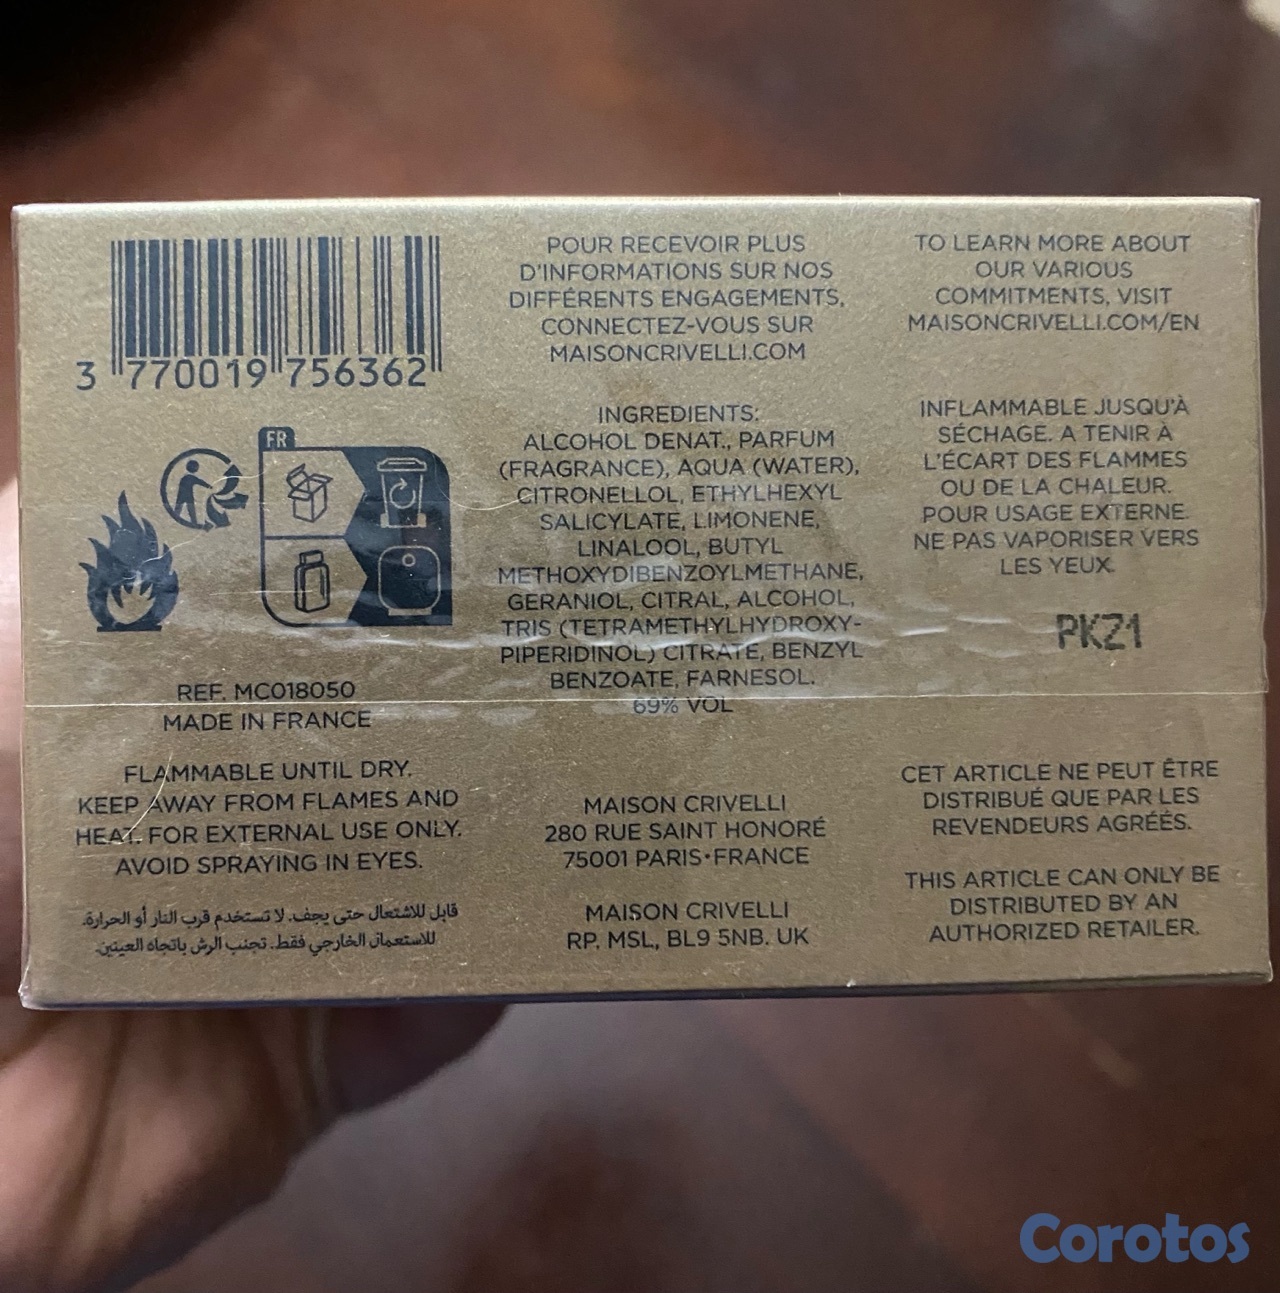 3 770019 756362
FR
REF. MC018050
MADE IN FRANCE
FLAMMABLE UNTIL DRY.
KEEP AWAY FROM FLAMES AND
HEAT. FOR EXTERNAL USE ONLY.
AVOID SPRAYING IN EYES.
قابل للاشتعال حتى يجف. لا تستخدم قرب النار أو الحرارة.
للاستعمال الخارجي فقط. تجنب الرش باتجاه العينين.
POUR RECEVOIR PLUS
D'INFORMATIONS SUR NOS
DIFFÉRENTS ENGAGEMENTS,
CONNECTEZ-VOUS SUR
MAISONCRIVELLI.COM
INGREDIENTS:
ALCOHOL DENAT., PARFUM
(FRAGRANCE), AQUA (WATER),
CITRONELLOL, ETHYLHEXYL
SALICYLATE, LIMONENE,
LINALOOL, BUTYL
METHOXYDIBENZOYLMETHANE,
GERANIOL, CITRAL, ALCOHOL,
TRIS (TETRAMETHYLHYDROXY-
PIPERIDINOL) CITRATE, BENZYL
BENZOATE, FARNESOL.
69% VOL
MAISON CRIVELLI
280 RUE SAINT HONORÉ
75001 PARIS•FRANCE
MAISON CRIVELLI
RP. MSL, BL9 5NB. UK
TO LEARN MORE ABOUT
OUR VARIOUS
COMMITMENTS, VISIT
MAISONCRIVELLI.COM/EN
INFLAMMABLE JUSQU'À
SÉCHAGE. A TENIR À
L'ÉCART DES FLAMMES
OU DE LA CHALEUR.
POUR USAGE EXTERNE.
NE PAS VAPORISER VERS
LES YEUX.
PKZ1
CET ARTICLE NE PEUT ÊTRE
DISTRIBUÉ QUE PAR LES
REVENDEURS AGRÉÉS.
THIS ARTICLE CAN ONLY BE
DISTRIBUTED BY AN
AUTHORIZED RETAILER.
Corotos